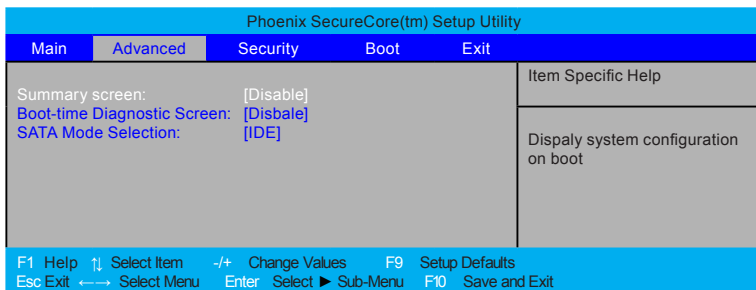 Phoenix SecureCore(tm) Setup Utility
Main Advanced Security Boot Exit
Item Specific Help
Summary screen: [Disable]
Boot-time Diagnostic Screen: [Disbale]
SATA Mode Selection: [IDE]
Dispaly system configuration
on boot
F1 Help ↑↓ Select Item -/+ Change Values F9 Setup Defaults
Esc Exit ←→ Select Menu Enter Select ► Sub-Menu F10 Save and Exit